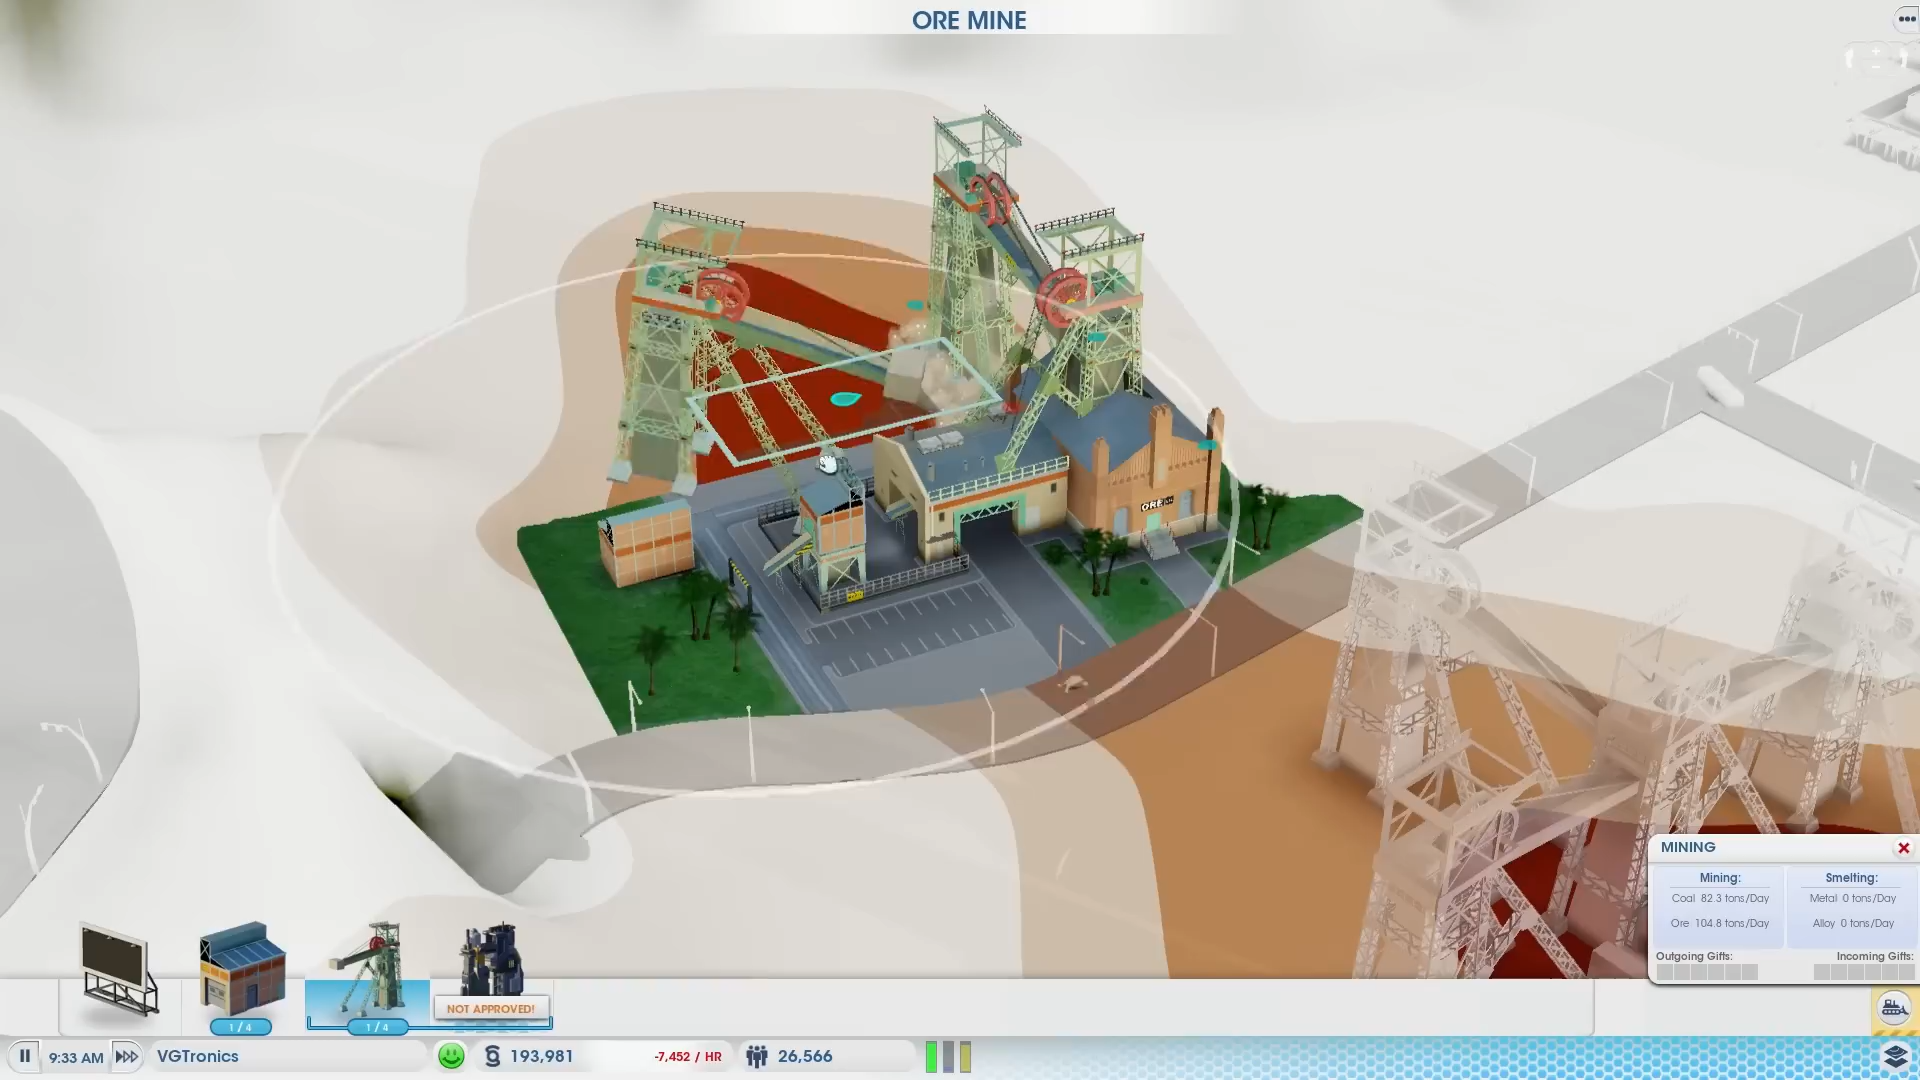 ORE MINE
ORE
MINING
Mining:
Smelting:
Coal 82.3 tons/Day
Metal 0 tons/Day
Ore 104.8 tons/Day
Alloy 0 tons/Day
Outgoing Gifts:
Incoming Gifts:
NOT APPROVED!
1 / 4
1 / 4
9:33 AM
VGTronics
193,981
-7,452 / HR
26,566